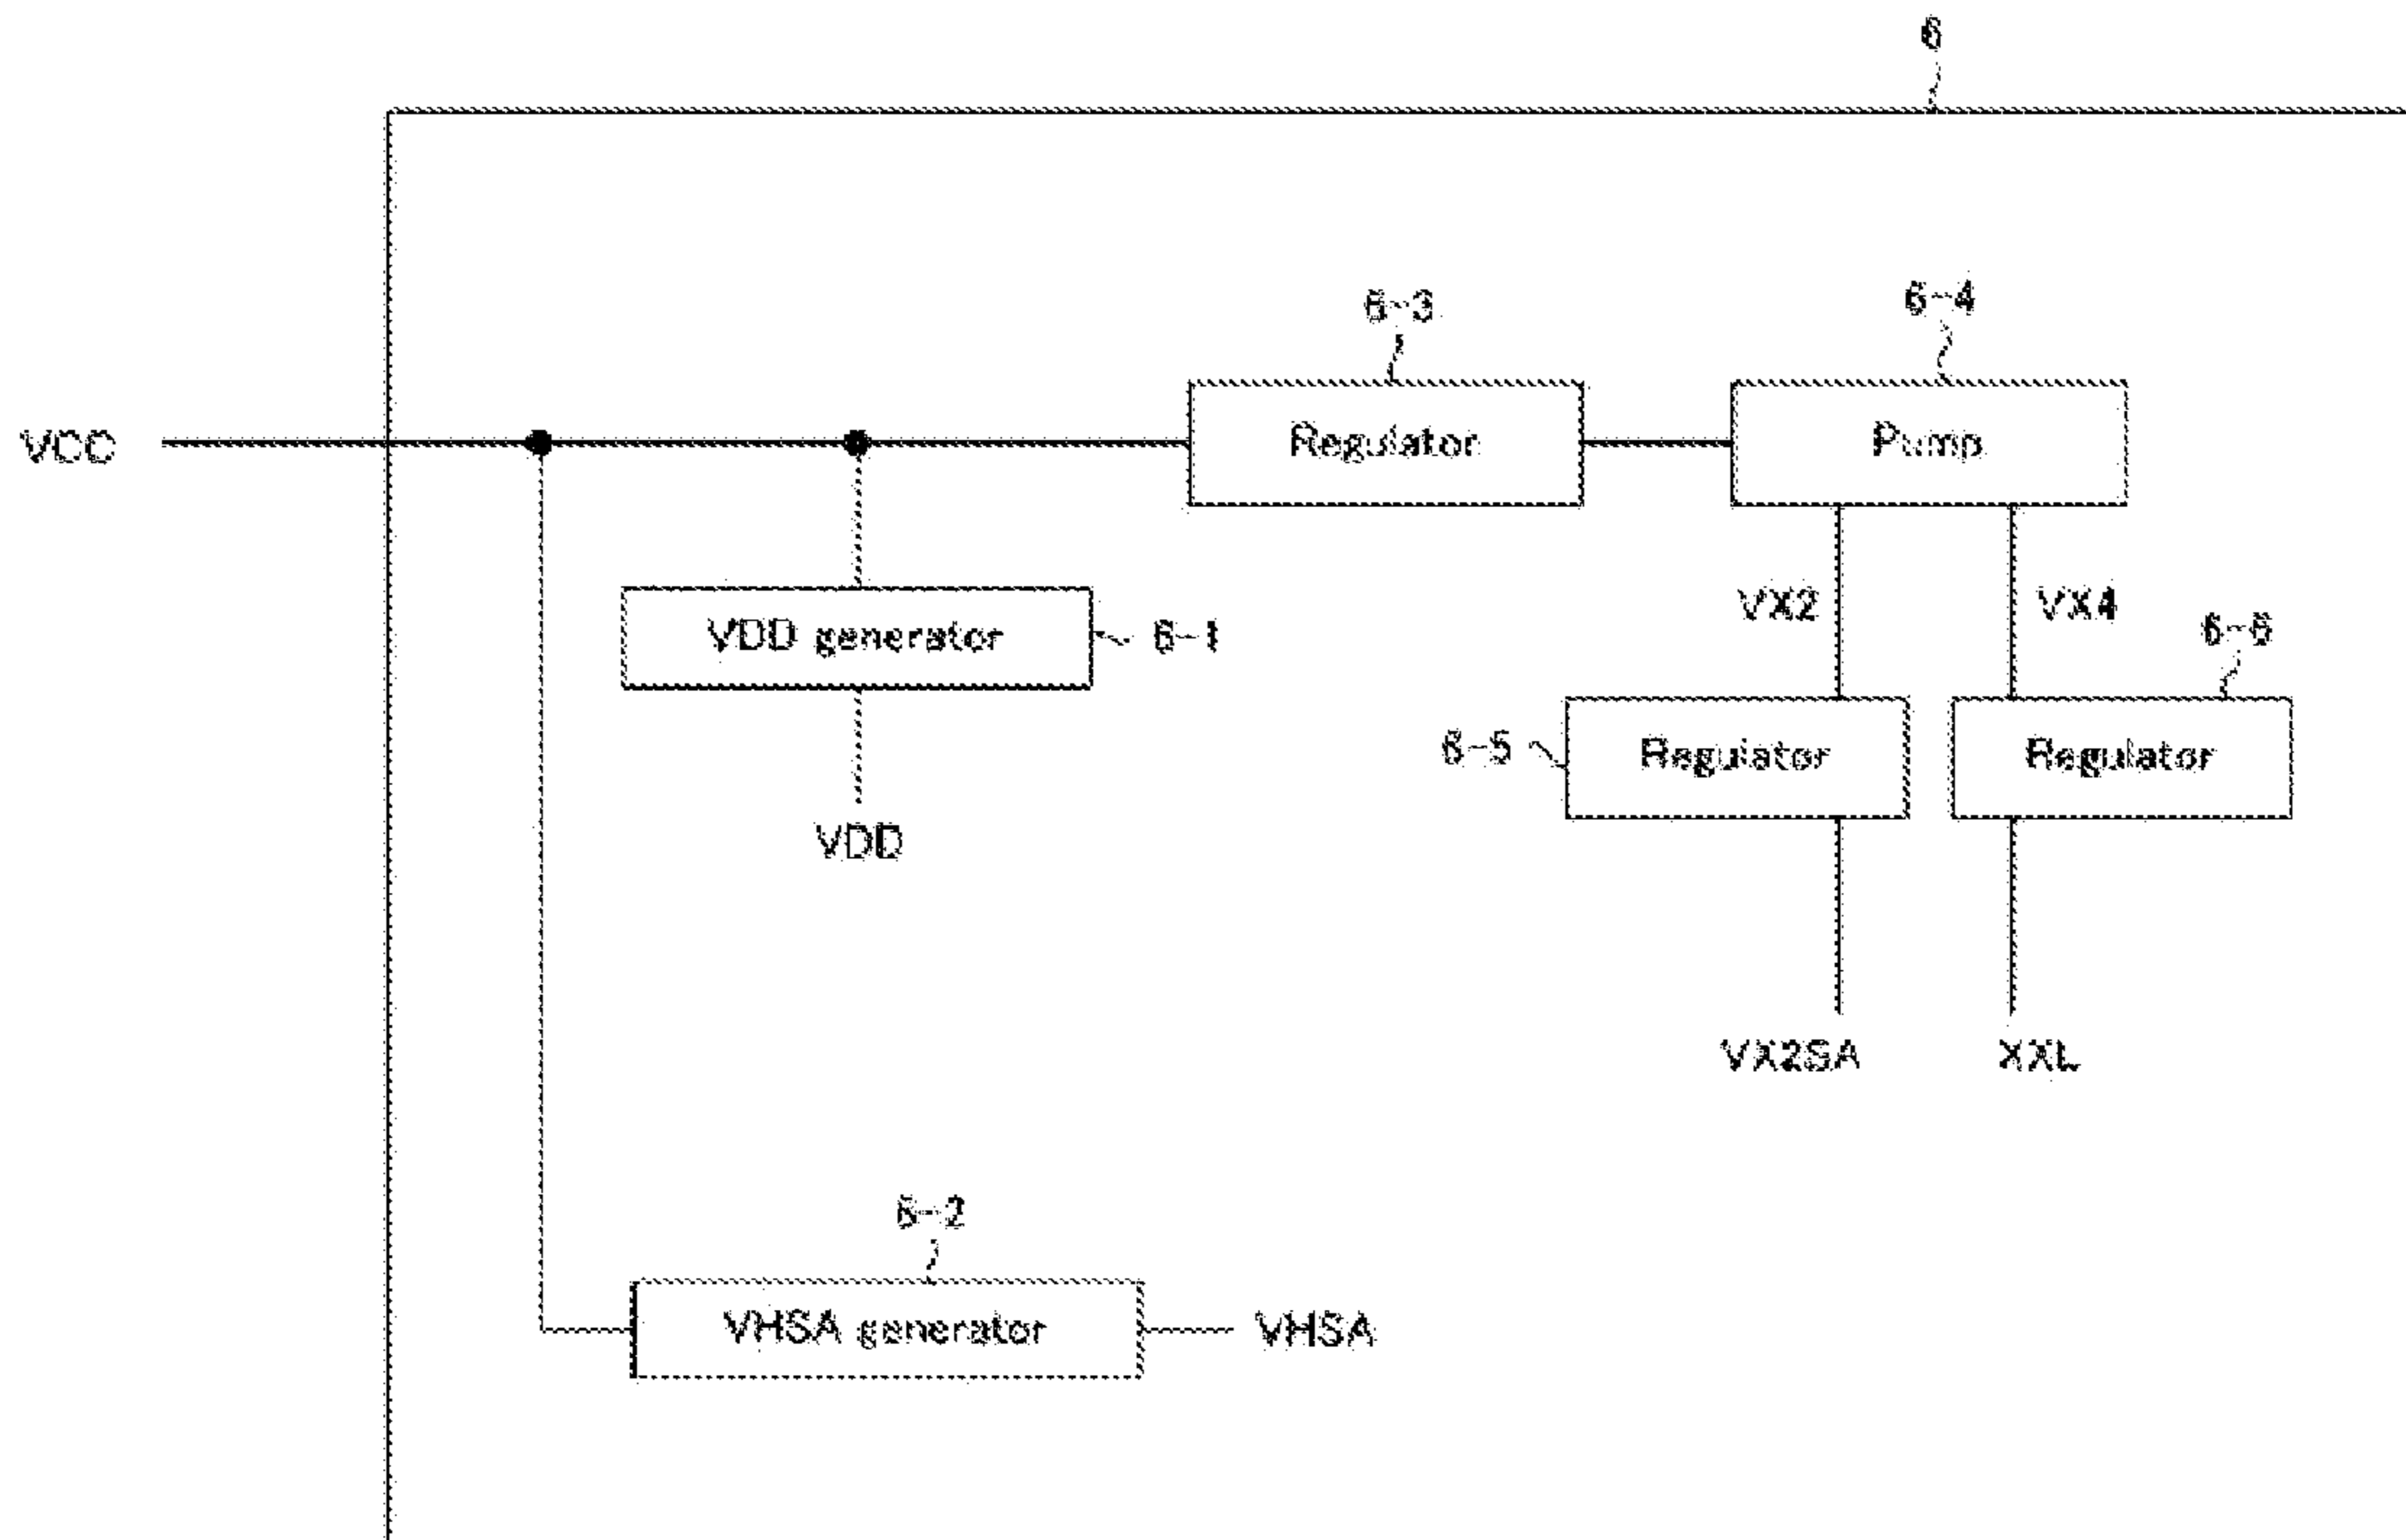 6
6-3
6-4
VCC
Regulator
Pump
VX2
VX4
VDD generator
6-1
6-6
6-5
Regulator
Regulator
VDD
VX2SA
XXL
6-2
VHSA generator
VHSA